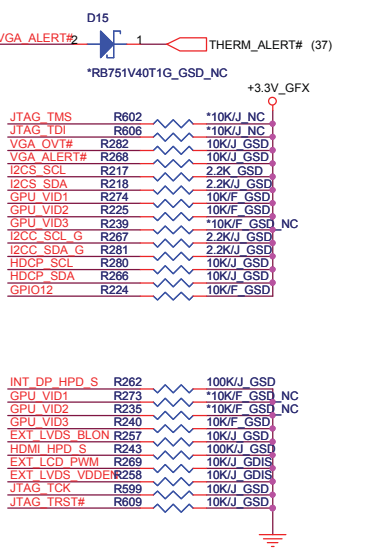 D15
VGA_ALERT# 2 1 THERM_ALERT# (37)
*RB751V40T1G_GSD_NC
+3.3V_GFX
JTAG_TMS R602 *10K/J_NC
JTAG_TDI R606 *10K/J_NC
VGA_OVT# R282 10K/J_GSD
VGA_ALERT# R268 10K/J_GSD
I2CS_SCL R217 2.2K_GSD
I2CS_SDA R218 2.2K/J_GSD
GPU_VID1 R274 10K/F_GSD
GPU_VID2 R225 10K/F_GSD
GPU_VID3 R239 *10K/F_GSD_NC
I2CC_SCL_G R267 2.2K/J_GSD
I2CC_SDA_G R281 2.2K/J_GSD
HDCP_SCL R280 10K/J_GSD
HDCP_SDA R266 10K/J_GSD
GPIO12 R224 10K/F_GSD
INT_DP_HPD_S R262 100K/J_GSD
GPU_VID1 R273 *10K/F_GSD_NC
GPU_VID2 R235 *10K/F_GSD_NC
GPU_VID3 R240 10K/F_GSD
EXT_LVDS_BLON R257 10K/J_GSD
HDMI_HPD_S R243 100K/J_GSD
EXT_LCD_PWM R269 10K/J_GDIS
EXT_LVDS_VDDEN R258 10K/J_GDIS
JTAG_TCK R599 10K/J_GSD
JTAG_TRST# R609 10K/J_GSD